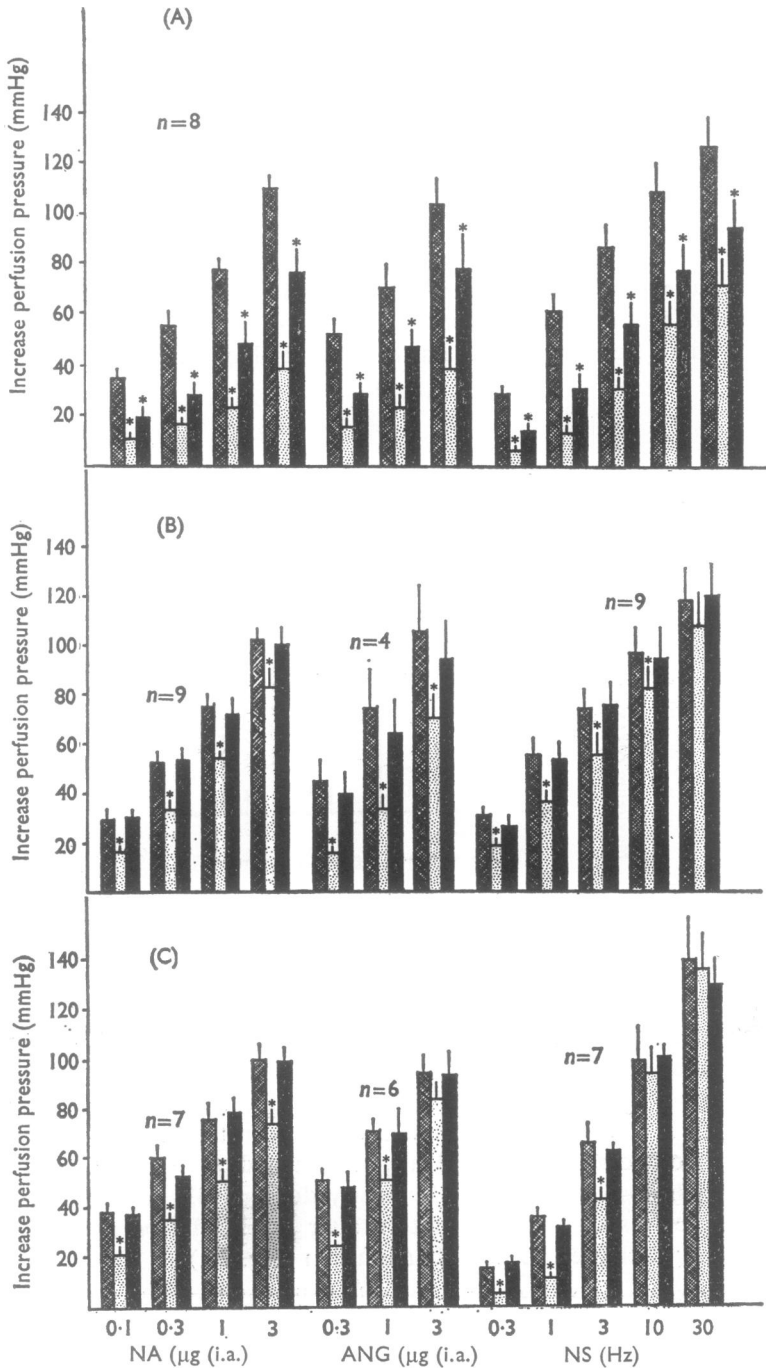 (A)
Increase perfusion pressure (mmHg)
140
120
100
80
60
40
20
n=8
* * * * * * * *
* * * * * *
* * * * * * * * * *
(B)
Increase perfusion pressure (mmHg)
140
120
100
80
60
40
20
n=9
n=4
n=9
* * * *
* * *
* * * *
(C)
Increase perfusion pressure (mmHg)
140
120
100
80
60
40
20
n=7
n=6
n=7
* * * *
* *
* * *
0·1 0·3 1 3 0·3 1 3 0·3 1 3 10 30
NA (µg (i.a.) ANG (µg (i.a.) NS (Hz)